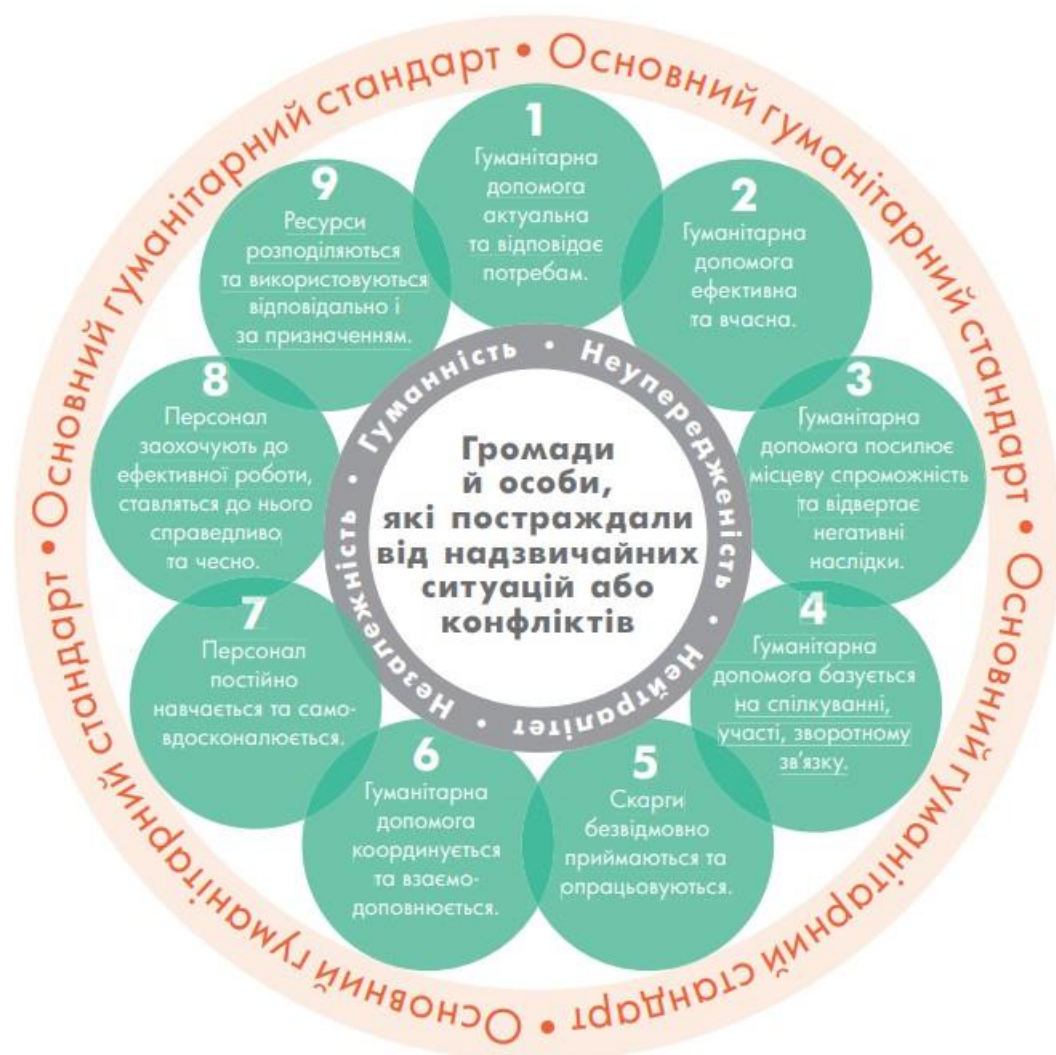 Основний гуманітарний стандарт • Основний гуманітарний стандарт • Основний гуманітарний стандарт • Основний гуманітарний стандарт • Основний гуманітарний стандарт •
1
Гуманітарна
допомога
актуальна
та відповідає
потребам.
2
Гуманітарна
допомога
ефективна
та вчасна.
3
Гуманітарна
допомога посилює
місцеву спроможність
та відвертає
негативні
наслідки.
4
Гуманітарна
допомога базується
на спілкуванні,
участі, зворотному
зв’язку.
5
Скарги
безвідмовно
приймаються та
опрацьовуються.
6
Гуманітарна
допомога
координується
та взаємо-
доповнюється.
7
Персонал
постійно
навчається та само-
вдосконалюється.
8
Персонал
заохочують до
ефективної роботи,
ставляться до нього
справедливо
та чесно.
9
Ресурси
розподіляються
та використовуються
відповідально і
за призначенням.
Гуманність • Неупередженість • Нейтралітет • Незалежність •
Громади
й особи,
які постраждали
від надзвичайних
ситуацій або
конфліктів